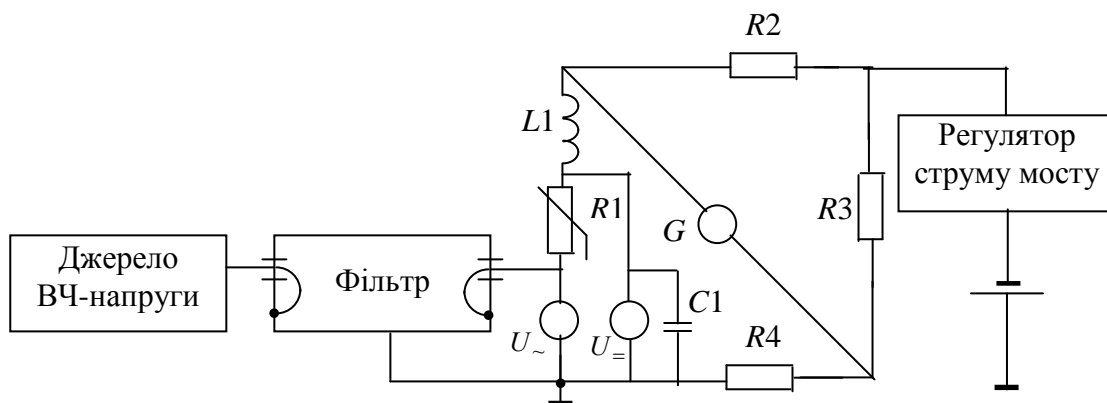 R2
L1
Регулятор
струму мосту
R1
R3
G
Джерело
ВЧ-напруги
Фільтр
C1
U~
U=
R4